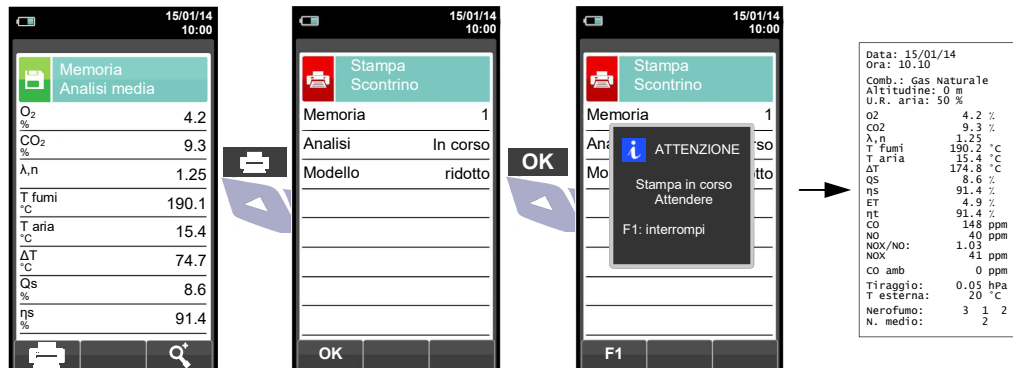 15/01/14
10:00
Memoria
Analisi media
O2
%
4.2
CO2
%
9.3
λ,n
1.25
T fumi
°C
190.1
T aria
°C
15.4
ΔT
°C
74.7
Qs
%
8.6
ηs
%
91.4
15/01/14
10:00
Stampa
Scontrino
Memoria 1
Analisi In corso
Modello ridotto
OK
OK
15/01/14
10:00
Stampa
Scontrino
Memoria 1
Ana rso
Mo tto
i ATTENZIONE
Stampa in corso
Attendere
F1: interrompi
F1
Data: 15/01/14
Ora: 10.10
Comb.: Gas Naturale
Altitudine: 0 m
U.R. aria: 50 %
O2 4.2 %
CO2 9.3 %
λ,n 1.25
T fumi 190.2 °C
T aria 15.4 °C
ΔT 174.8 °C
QS 8.6 %
ηs 91.4 %
ET 4.9 %
ηt 91.4 %
CO 148 ppm
NO 40 ppm
NOX/NO: 1.03
NOX 41 ppm
CO amb 0 ppm
Tiraggio: 0.05 hPa
T esterna: 20 °C
Nerofumo: 3 1 2
N. medio: 2